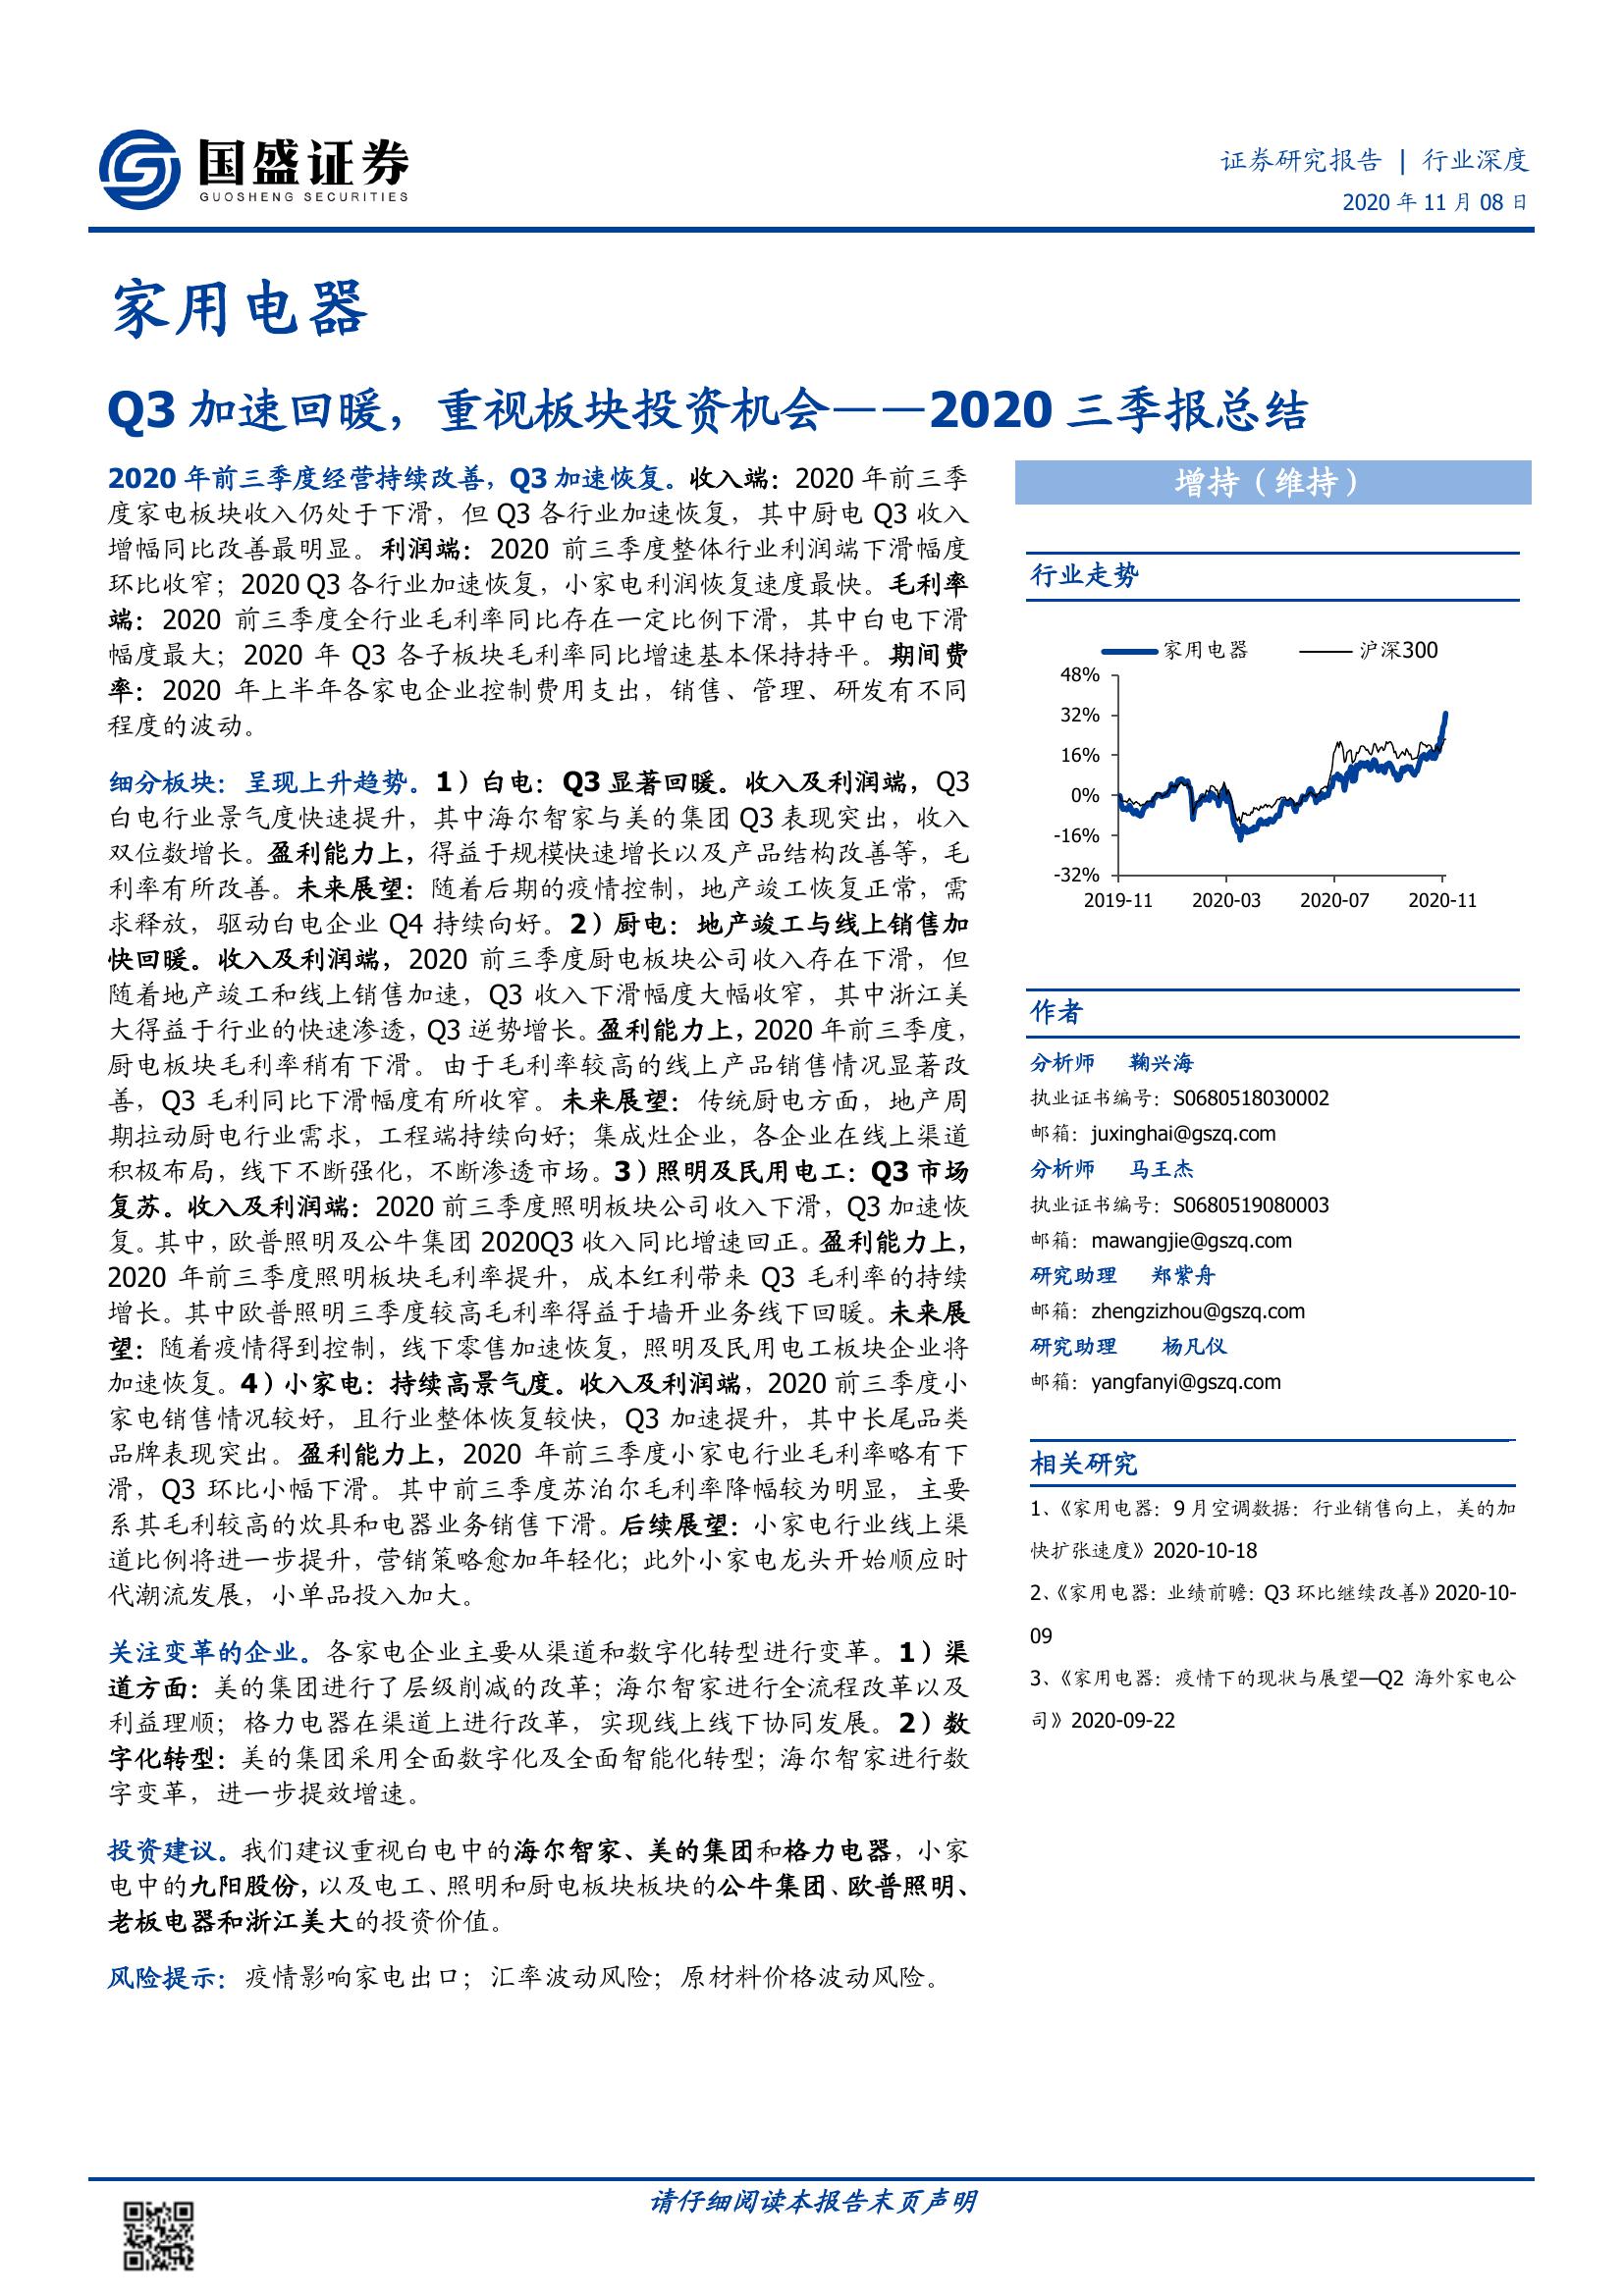 国盛证券
GUOSHENG SECURITIES
证券研究报告 | 行业深度
2020 年 11 月 08 日
家用电器
Q3 加速回暖，重视板块投资机会——2020 三季报总结
2020 年前三季度经营持续改善，Q3 加速恢复。收入端：2020 年前三季
度家电板块收入仍处于下滑，但 Q3 各行业加速恢复，其中厨电 Q3 收入
增幅同比改善最明显。利润端：2020 前三季度整体行业利润端下滑幅度
环比收窄；2020 Q3 各行业加速恢复，小家电利润恢复速度最快。毛利率
端：2020 前三季度全行业毛利率同比存在一定比例下滑，其中白电下滑
幅度最大；2020 年 Q3 各子板块毛利率同比增速基本保持持平。期间费
率：2020 年上半年各家电企业控制费用支出，销售、管理、研发有不同
程度的波动。
细分板块：呈现上升趋势。1）白电：Q3 显著回暖。收入及利润端，Q3
白电行业景气度快速提升，其中海尔智家与美的集团 Q3 表现突出，收入
双位数增长。盈利能力上，得益于规模快速增长以及产品结构改善等，毛
利率有所改善。未来展望：随着后期的疫情控制，地产竣工恢复正常，需
求释放，驱动白电企业 Q4 持续向好。2）厨电：地产竣工与线上销售加
快回暖。收入及利润端，2020 前三季度厨电板块公司收入存在下滑，但
随着地产竣工和线上销售加速，Q3 收入下滑幅度大幅收窄，其中浙江美
大得益于行业的快速渗透，Q3 逆势增长。盈利能力上，2020 年前三季度，
厨电板块毛利率稍有下滑。由于毛利率较高的线上产品销售情况显著改
善，Q3 毛利同比下滑幅度有所收窄。未来展望：传统厨电方面，地产周
期拉动厨电行业需求，工程端持续向好；集成灶企业，各企业在线上渠道
积极布局，线下不断强化，不断渗透市场。3）照明及民用电工：Q3 市场
复苏。收入及利润端：2020 前三季度照明板块公司收入下滑，Q3 加速恢
复。其中，欧普照明及公牛集团 2020Q3 收入同比增速回正。盈利能力上，
2020 年前三季度照明板块毛利率提升，成本红利带来 Q3 毛利率的持续
增长。其中欧普照明三季度较高毛利率得益于墙开业务线下回暖。未来展
望：随着疫情得到控制，线下零售加速恢复，照明及民用电工板块企业将
加速恢复。4）小家电：持续高景气度。收入及利润端，2020 前三季度小
家电销售情况较好，且行业整体恢复较快，Q3 加速提升，其中长尾品类
品牌表现突出。盈利能力上，2020 年前三季度小家电行业毛利率略有下
滑，Q3 环比小幅下滑。其中前三季度苏泊尔毛利率降幅较为明显，主要
系其毛利较高的炊具和电器业务销售下滑。后续展望：小家电行业线上渠
道比例将进一步提升，营销策略愈加年轻化；此外小家电龙头开始顺应时
代潮流发展，小单品投入加大。
关注变革的企业。各家电企业主要从渠道和数字化转型进行变革。1）渠
道方面：美的集团进行了层级削减的改革；海尔智家进行全流程改革以及
利益理顺；格力电器在渠道上进行改革，实现线上线下协同发展。2）数
字化转型：美的集团采用全面数字化及全面智能化转型；海尔智家进行数
字变革，进一步提效增速。
投资建议。我们建议重视白电中的海尔智家、美的集团和格力电器，小家
电中的九阳股份，以及电工、照明和厨电板块板块的公牛集团、欧普照明、
老板电器和浙江美大的投资价值。
风险提示：疫情影响家电出口；汇率波动风险；原材料价格波动风险。
增持（维持）
行业走势
家用电器 沪深300
48%
32%
16%
0%
-16%
-32%
2019-11 2020-03 2020-07 2020-11
作者
分析师 鞠兴海
执业证书编号：S0680518030002
邮箱：juxinghai@gszq.com
分析师 马王杰
执业证书编号：S0680519080003
邮箱：mawangjie@gszq.com
研究助理 郑紫舟
邮箱：zhengzizhou@gszq.com
研究助理 杨凡仪
邮箱：yangfanyi@gszq.com
相关研究
1、《家用电器：9 月空调数据：行业销售向上，美的加
快扩张速度》2020-10-18
2、《家用电器：业绩前瞻：Q3 环比继续改善》2020-10-
09
3、《家用电器：疫情下的现状与展望—Q2 海外家电公
司》2020-09-22
请仔细阅读本报告末页声明